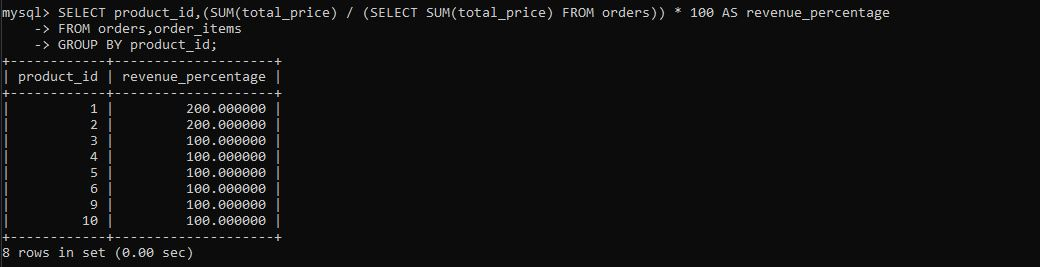 mysql> SELECT product_id,(SUM(total_price) / (SELECT SUM(total_price) FROM orders)) * 100 AS revenue_percentage
    -> FROM orders,order_items
    -> GROUP BY product_id;
+------------+--------------------+
| product_id | revenue_percentage |
+------------+--------------------+
|          1 |         200.000000 |
|          2 |         200.000000 |
|          3 |         100.000000 |
|          4 |         100.000000 |
|          5 |         100.000000 |
|          6 |         100.000000 |
|          9 |         100.000000 |
|         10 |         100.000000 |
+------------+--------------------+
8 rows in set (0.00 sec)